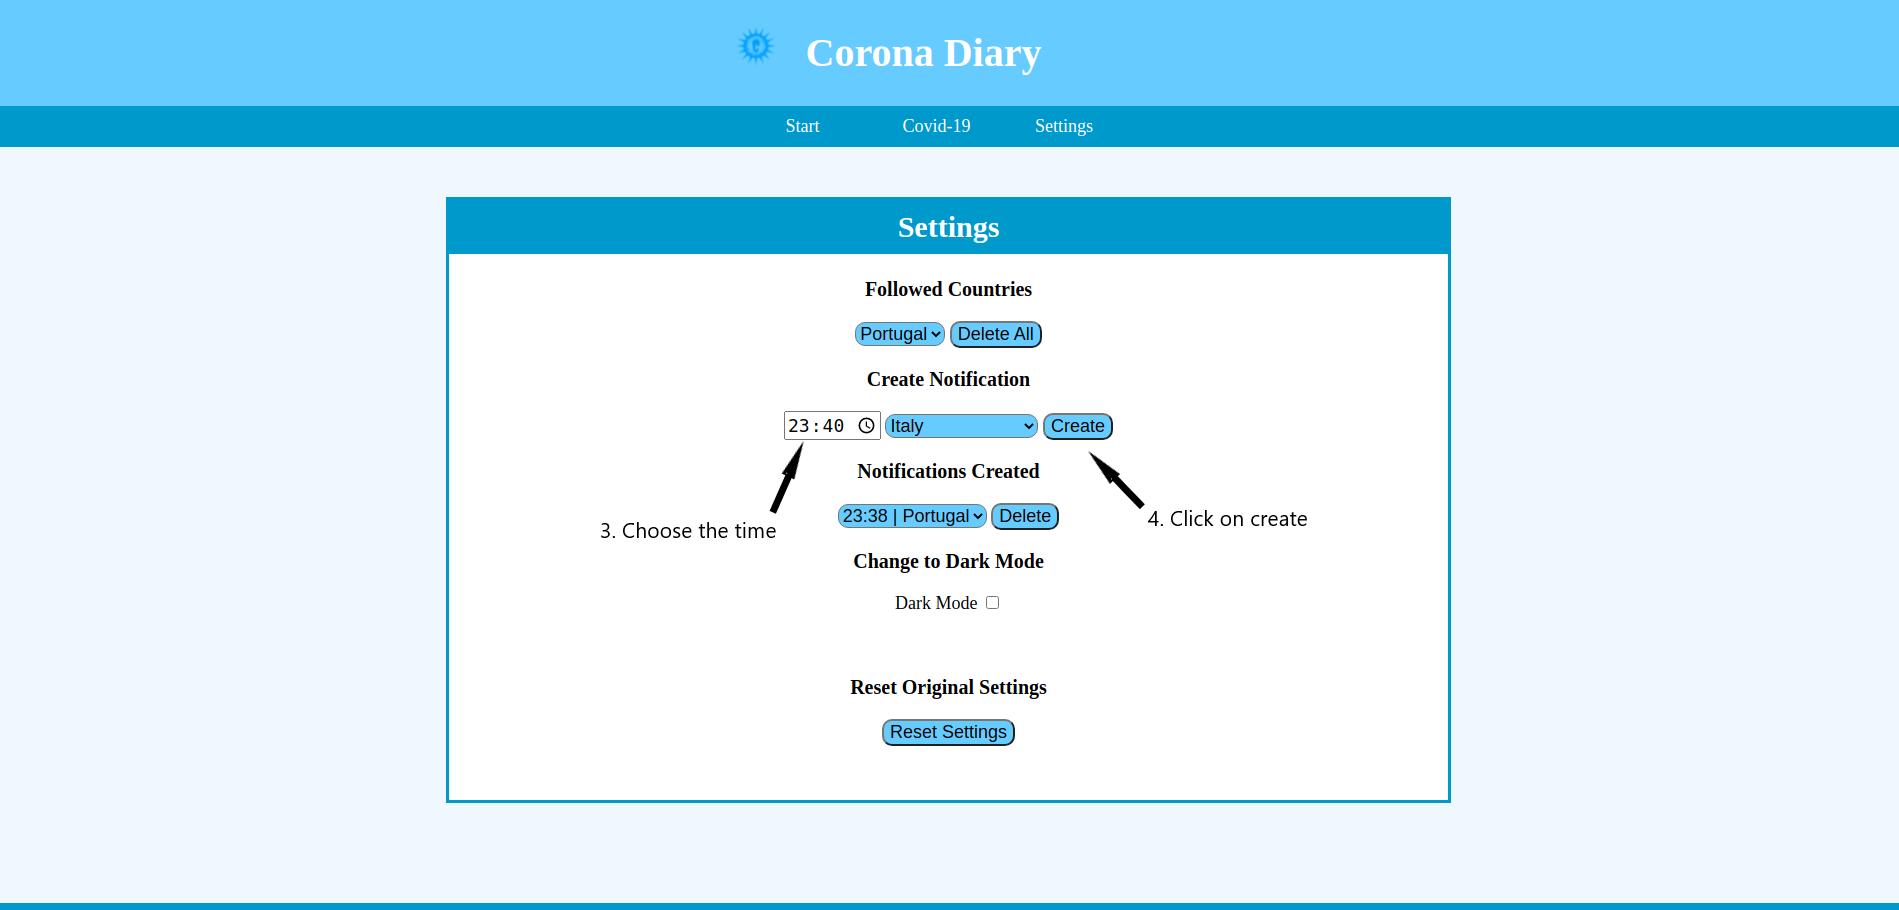 Corona Diary
Start Covid-19 Settings
Settings
Followed Countries
Portugal Delete All
Create Notification
23:40 Italy Create
Notifications Created
23:38 | Portugal Delete
3. Choose the time
4. Click on create
Change to Dark Mode
Dark Mode
Reset Original Settings
Reset Settings